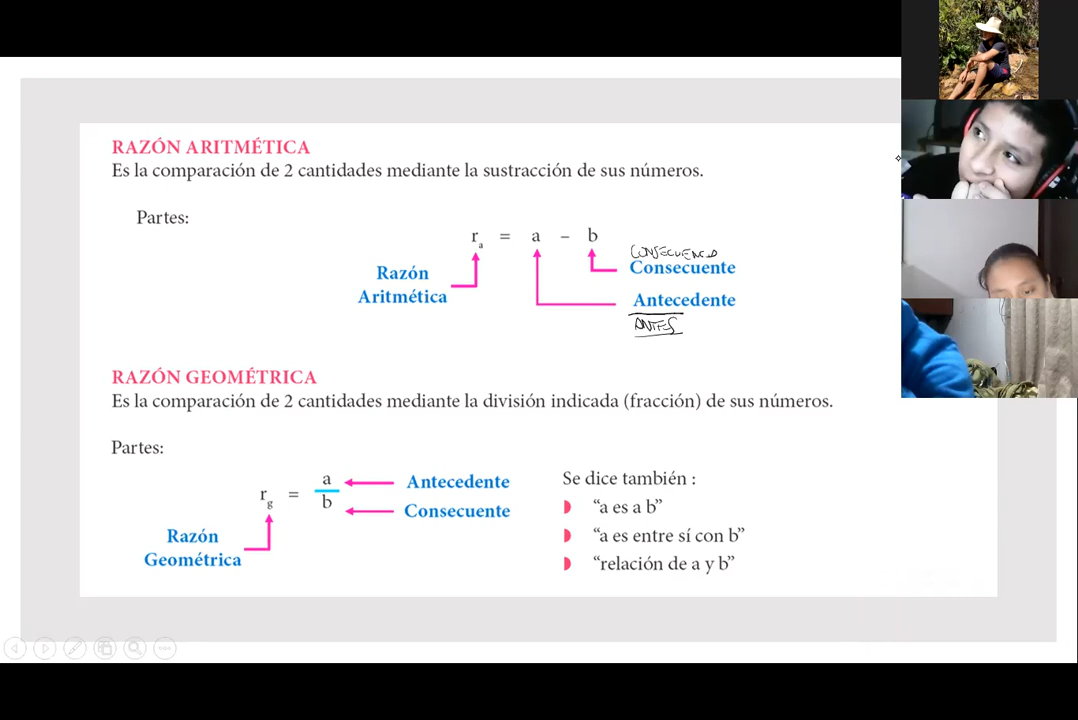 RAZÓN ARITMÉTICA
Es la comparación de 2 cantidades mediante la sustracción de sus números.
Partes:
rₐ = a – b
CONSECUENCIA
Consecuente
Razón
Aritmética
Antecedente
ANTES
RAZÓN GEOMÉTRICA
Es la comparación de 2 cantidades mediante la división indicada (fracción) de sus números.
Partes:
r_g = a/b
Antecedente
Consecuente
Razón
Geométrica
Se dice también :
“a es a b”
“a es entre sí con b”
“relación de a y b”